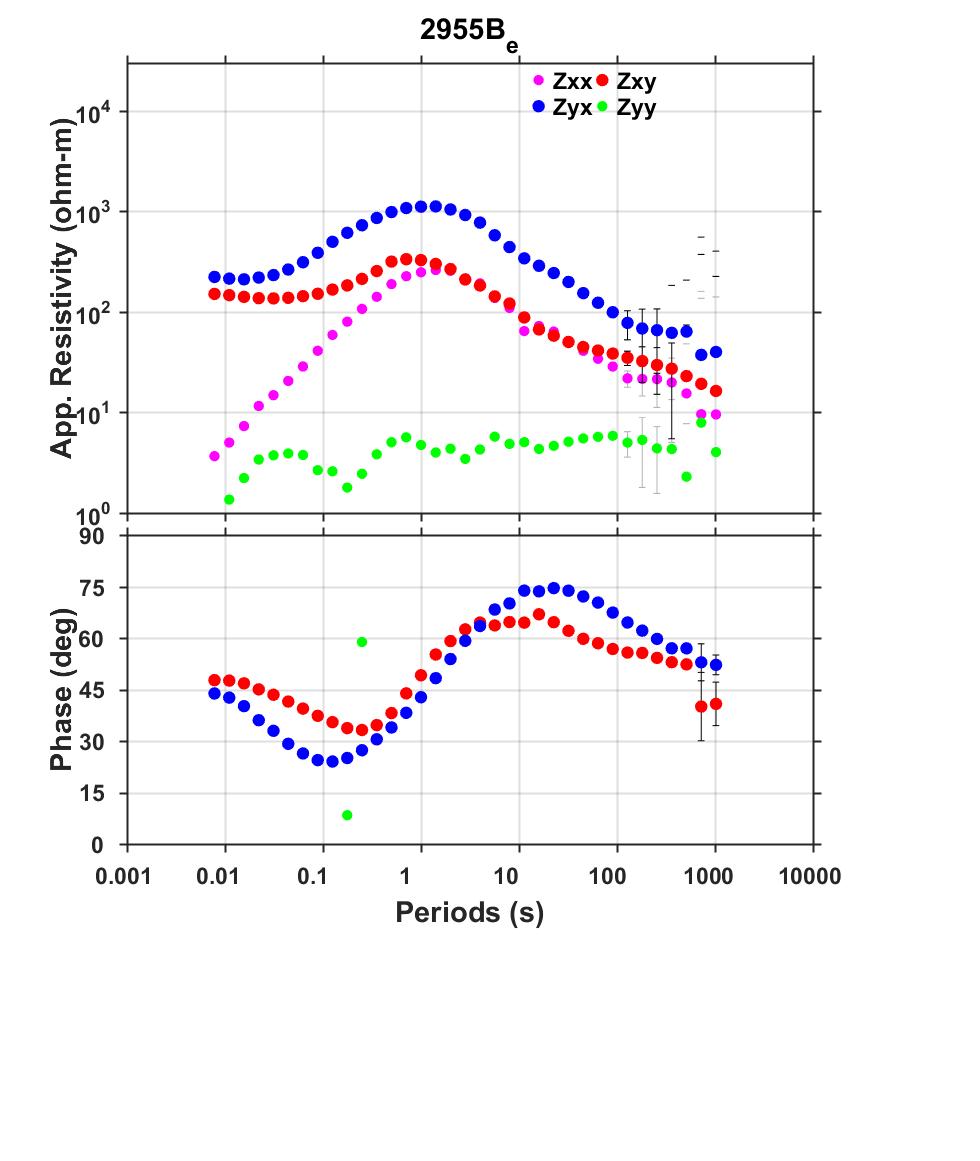 2955Be
Zxx Zxy
Zyx Zyy
App. Resistivity (ohm-m)
10^4
10^3
10^2
10^1
10^0
Phase (deg)
90
75
60
45
30
15
0
0.001 0.01 0.1 1 10 100 1000 10000
Periods (s)